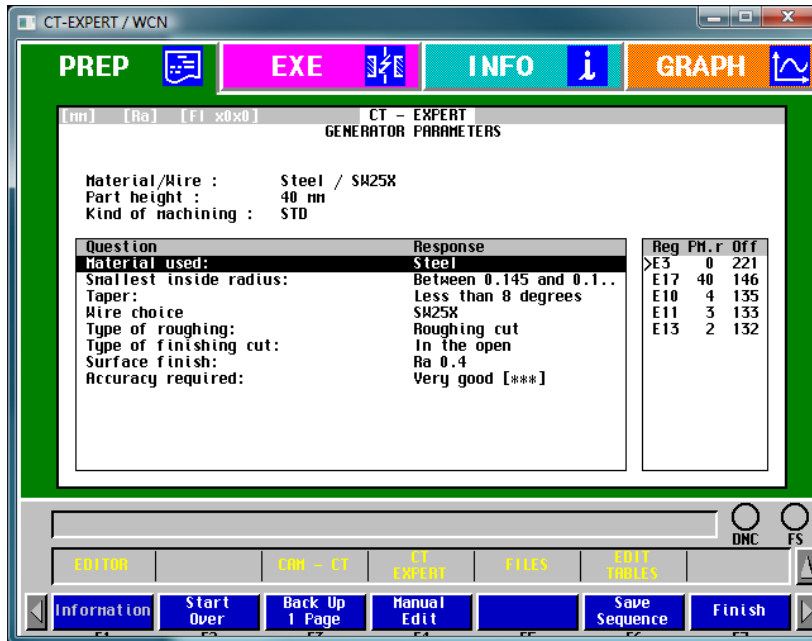 CT-EXPERT / WCN
PREP EXE INFO i GRAPH
[mm] [Ra] [Fl x0x0] CT - EXPERT
GENERATOR PARAMETERS
Material/Wire : Steel / SW25X
Part height : 40 mm
Kind of machining : STD
Question Response
Material used: Steel
Smallest inside radius: Between 0.145 and 0.1..
Taper: Less than 8 degrees
Wire choice SW25X
Type of roughing: Roughing cut
Type of finishing cut: In the open
Surface finish: Ra 0.4
Accuracy required: Very good [***]
Reg PM.r Off
>E3 0 221
E17 40 146
E10 4 135
E11 3 133
E13 2 132
DNC FS
EDITOR CAM - CT CT EXPERT FILES EDIT TABLES
Information Start Over Back Up 1 Page Manual Edit Save Sequence Finish